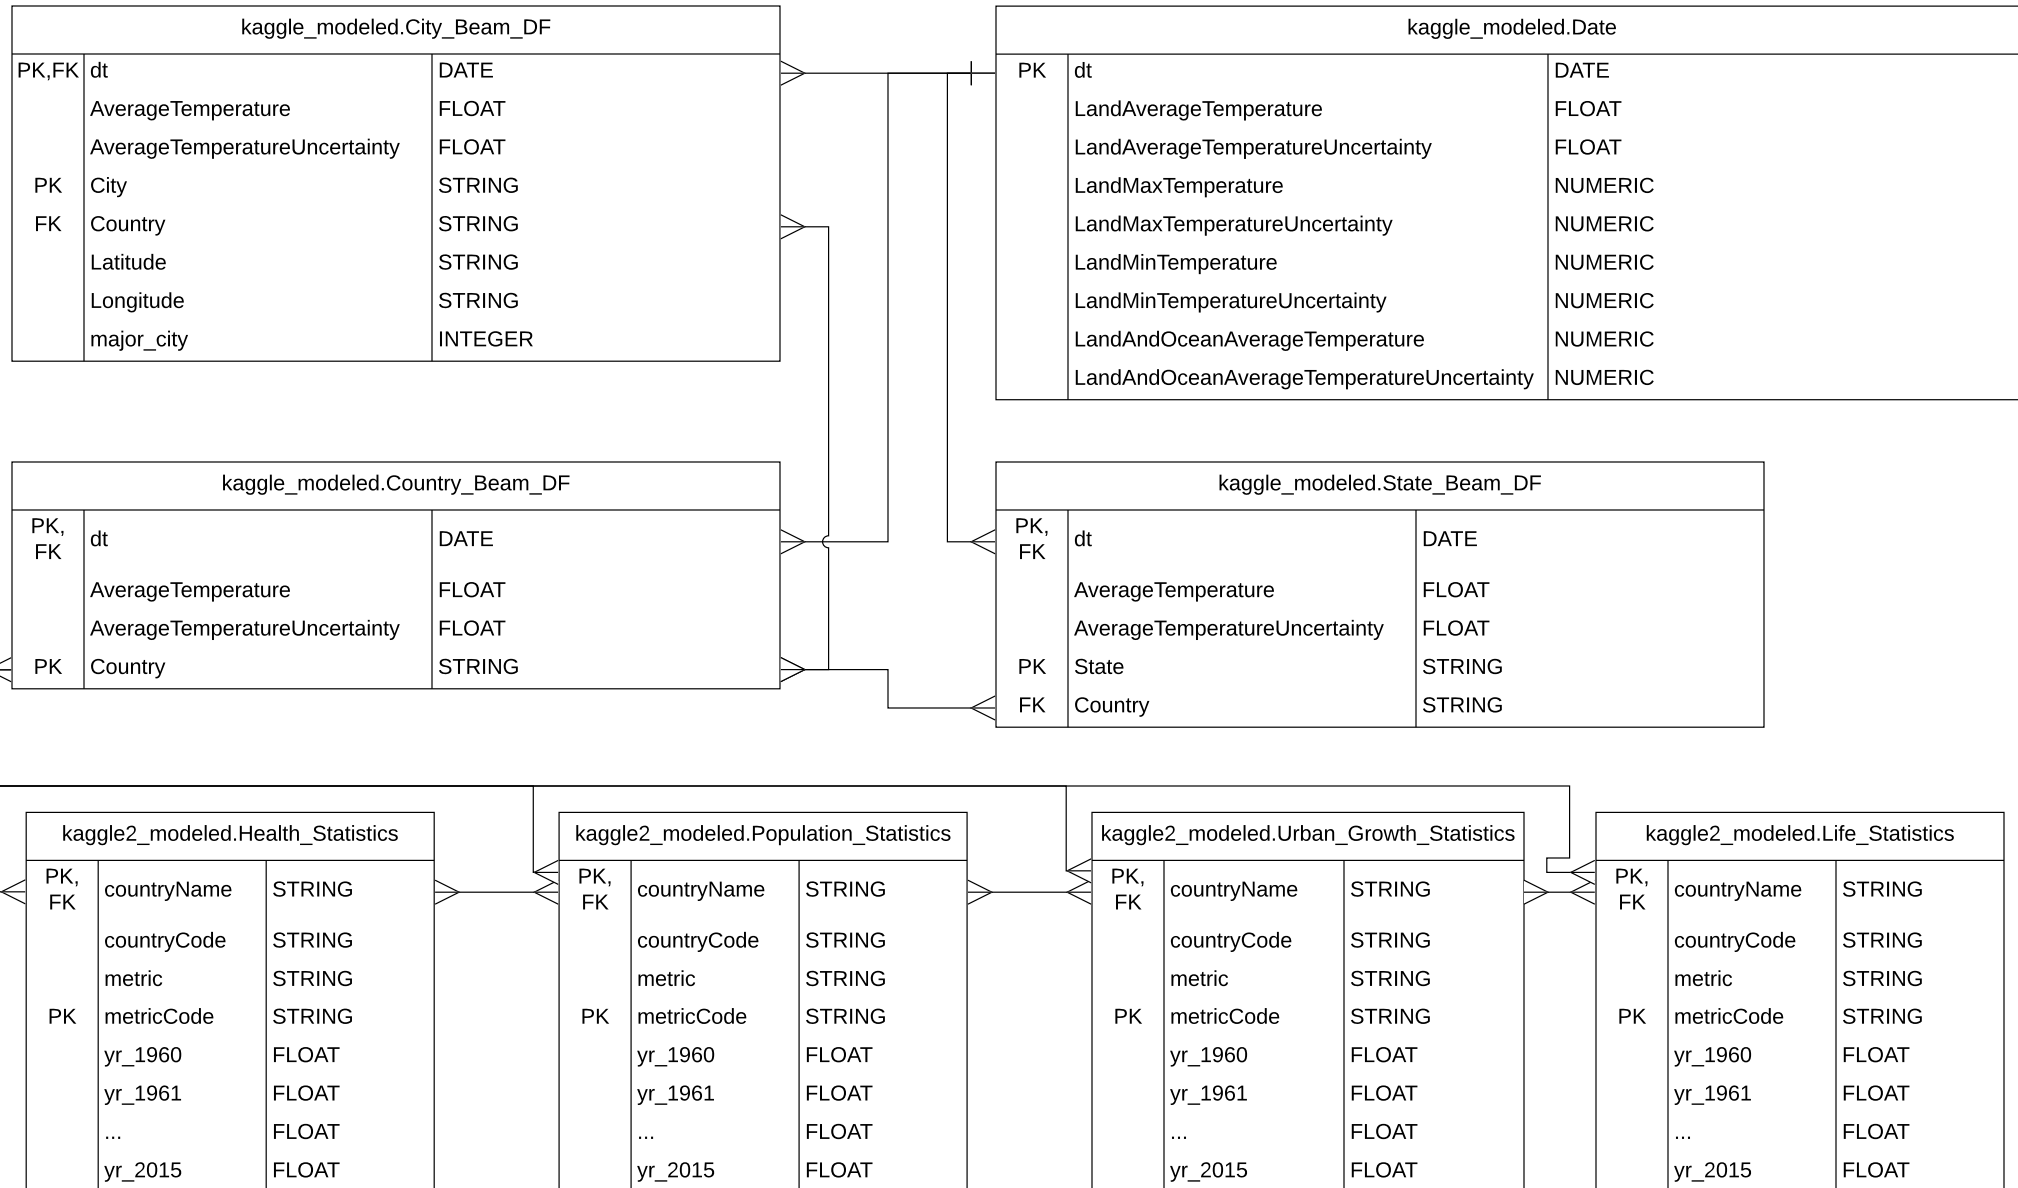 kaggle_modeled.City_Beam_DF
PK,FK dt DATE
AverageTemperature FLOAT
AverageTemperatureUncertainty FLOAT
PK City STRING
FK Country STRING
Latitude STRING
Longitude STRING
major_city INTEGER
kaggle_modeled.Date
PK dt DATE
LandAverageTemperature FLOAT
LandAverageTemperatureUncertainty FLOAT
LandMaxTemperature NUMERIC
LandMaxTemperatureUncertainty NUMERIC
LandMinTemperature NUMERIC
LandMinTemperatureUncertainty NUMERIC
LandAndOceanAverageTemperature NUMERIC
LandAndOceanAverageTemperatureUncertainty NUMERIC
kaggle_modeled.Country_Beam_DF
PK,
FK dt DATE
AverageTemperature FLOAT
AverageTemperatureUncertainty FLOAT
PK Country STRING
kaggle_modeled.State_Beam_DF
PK,
FK dt DATE
AverageTemperature FLOAT
AverageTemperatureUncertainty FLOAT
PK State STRING
FK Country STRING
kaggle2_modeled.Health_Statistics
PK,
FK countryName STRING
countryCode STRING
metric STRING
PK metricCode STRING
yr_1960 FLOAT
yr_1961 FLOAT
... FLOAT
yr_2015 FLOAT
kaggle2_modeled.Population_Statistics
PK,
FK countryName STRING
countryCode STRING
metric STRING
PK metricCode STRING
yr_1960 FLOAT
yr_1961 FLOAT
... FLOAT
yr_2015 FLOAT
kaggle2_modeled.Urban_Growth_Statistics
PK,
FK countryName STRING
countryCode STRING
metric STRING
PK metricCode STRING
yr_1960 FLOAT
yr_1961 FLOAT
... FLOAT
yr_2015 FLOAT
kaggle2_modeled.Life_Statistics
PK,
FK countryName STRING
countryCode STRING
metric STRING
PK metricCode STRING
yr_1960 FLOAT
yr_1961 FLOAT
... FLOAT
yr_2015 FLOAT